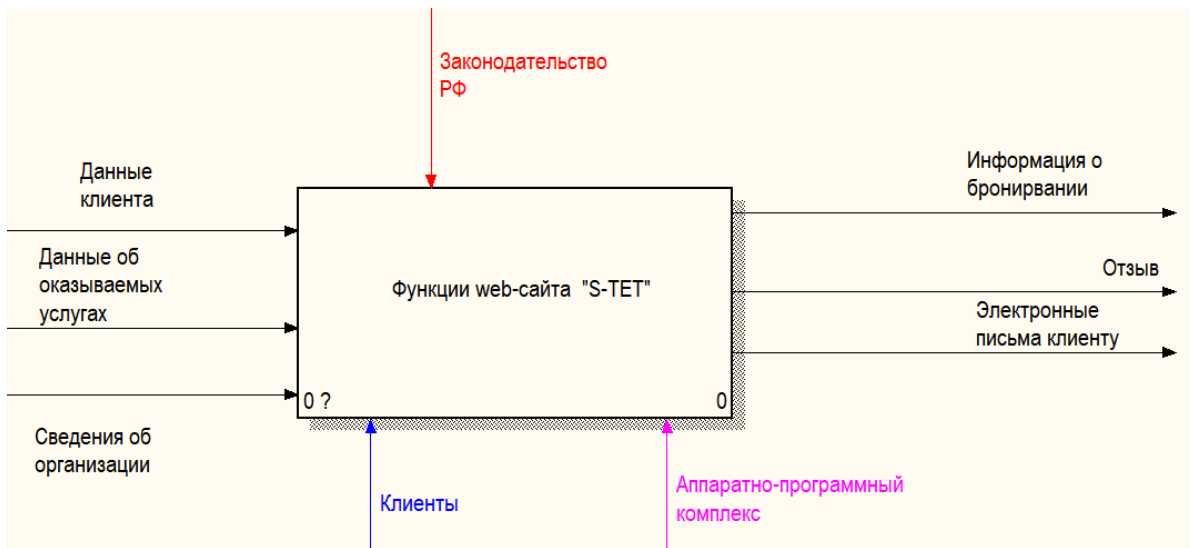 Законодательство
РФ
Данные
клиента
Информация о
бронирвании
Данные об
оказываемых
услугах
Функции web-сайта "S-TET"
Отзыв
Электронные
письма клиенту
0 ?
0
Сведения об
организации
Клиенты
Аппаратно-программный
комплекс